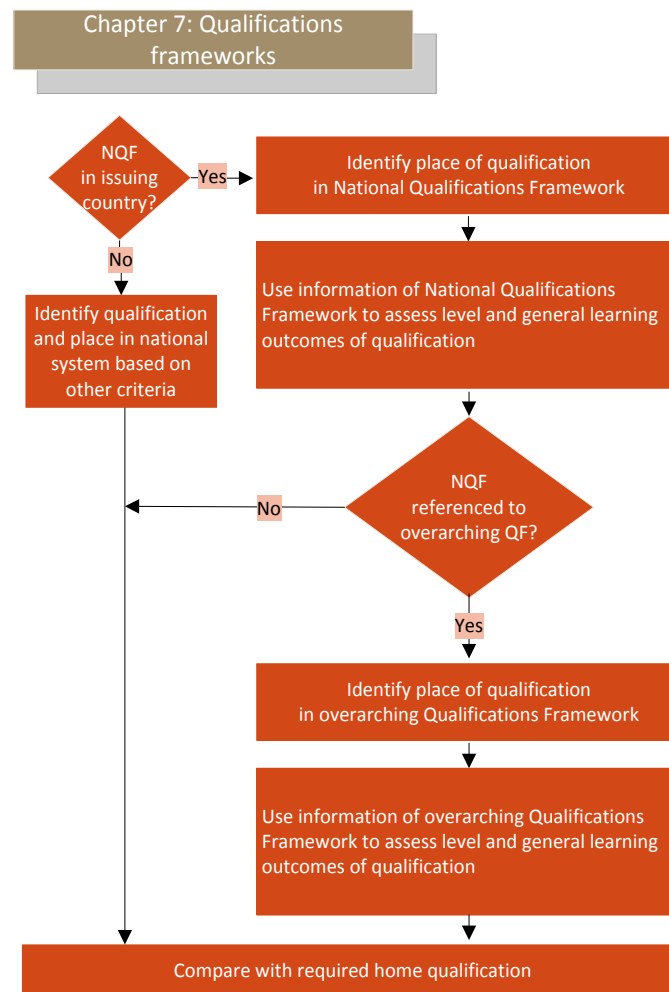 Chapter 7: Qualifications
frameworks
NQF
in issuing
country?
Yes
Identify place of qualification
in National Qualifications Framework
No
Use information of National Qualifications
Framework to assess level and general learning
outcomes of qualification
Identify qualification
and place in national
system based on
other criteria
NQF
referenced to
overarching QF?
No
Yes
Identify place of qualification
in overarching Qualifications Framework
Use information of overarching Qualifications
Framework to assess level and general learning
outcomes of qualification
Compare with required home qualification